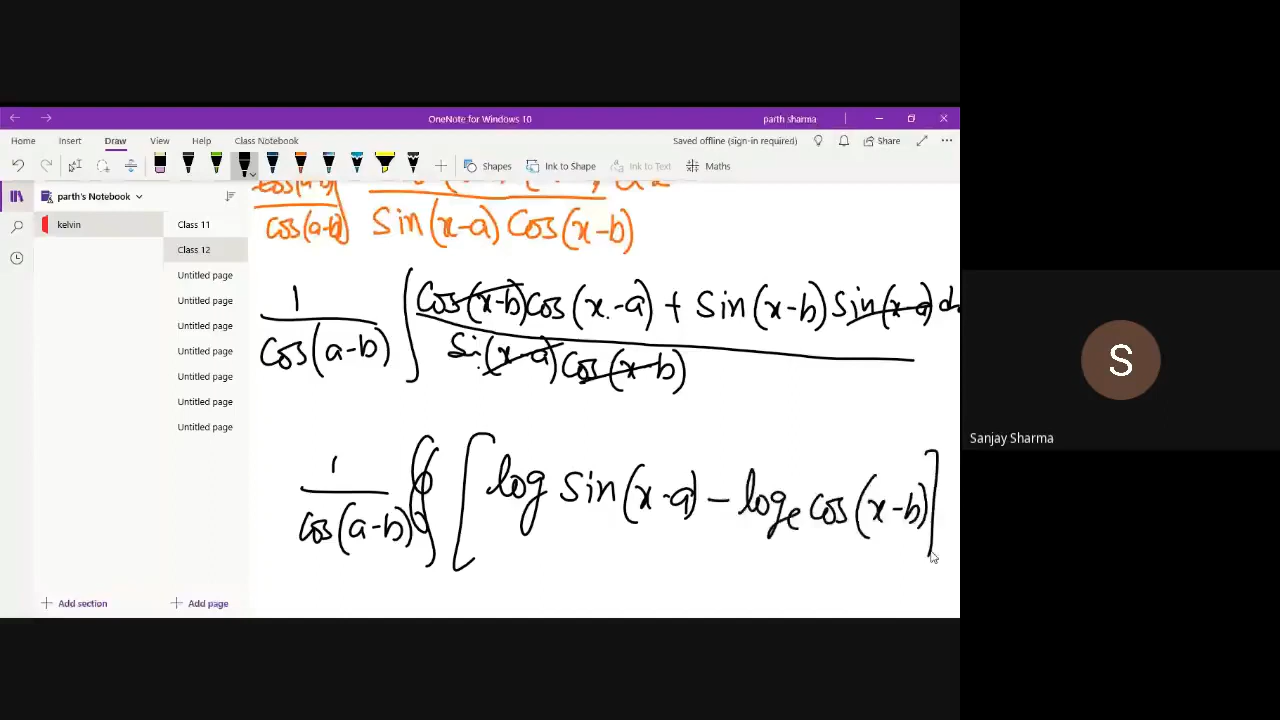 OneNote for Windows 10
parth sharma
Home Insert Draw View Help Class Notebook
Saved offline (sign-in required) Share
Shapes Ink to Shape Ink to Text Maths
parth's Notebook
kelvin
Class 11
Class 12
Untitled page
Untitled page
Untitled page
Untitled page
Untitled page
Untitled page
Untitled page
Add section
Add page
cos(a-b) Sin(x-a) Cos(x-b)
1
cos(a-b) ∫ Cos(x-b)cos(x-a) + Sin(x-b)Sin(x-a) dx
Sin(x-a)Cos(x-b)
1
cos(a-b) [log Sin(x-a) - loge cos(x-b)]
S
Sanjay Sharma